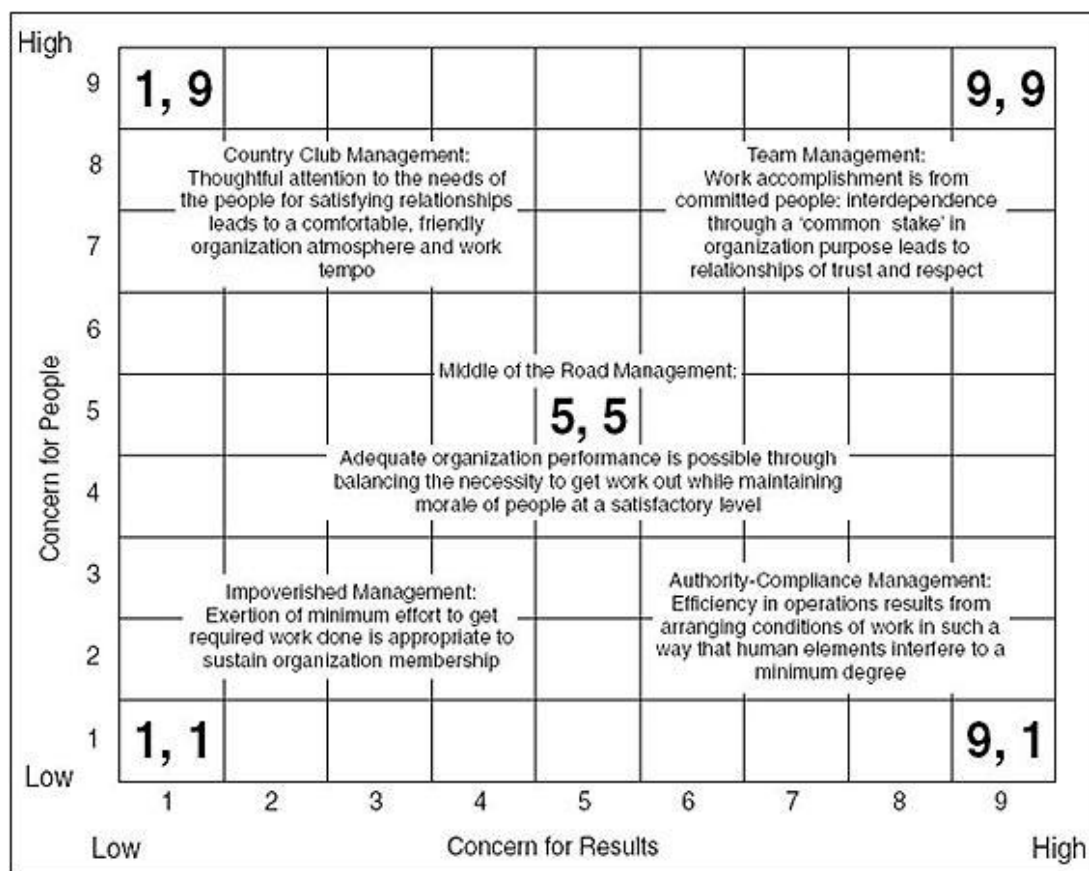 High
9
1, 9
9, 9
8
Country Club Management:
Thoughtful attention to the needs of
the people for satisfying relationships
leads to a comfortable, friendly
organization atmosphere and work
tempo
Team Management:
Work accomplishment is from
committed people: interdependence
through a 'common stake' in
organization purpose leads to
relationships of trust and respect
7
6
Concern for People
Middle of the Road Management:
5
5, 5
Adequate organization performance is possible through
balancing the necessity to get work out while maintaining
morale of people at a satisfactory level
4
3
Impoverished Management:
Exertion of minimum effort to get
required work done is appropriate to
sustain organization membership
Authority-Compliance Management:
Efficiency in operations results from
arranging conditions of work in such a
way that human elements interfere to a
minimum degree
2
1
1, 1
9, 1
Low
1 2 3 4 5 6 7 8 9
Low Concern for Results High